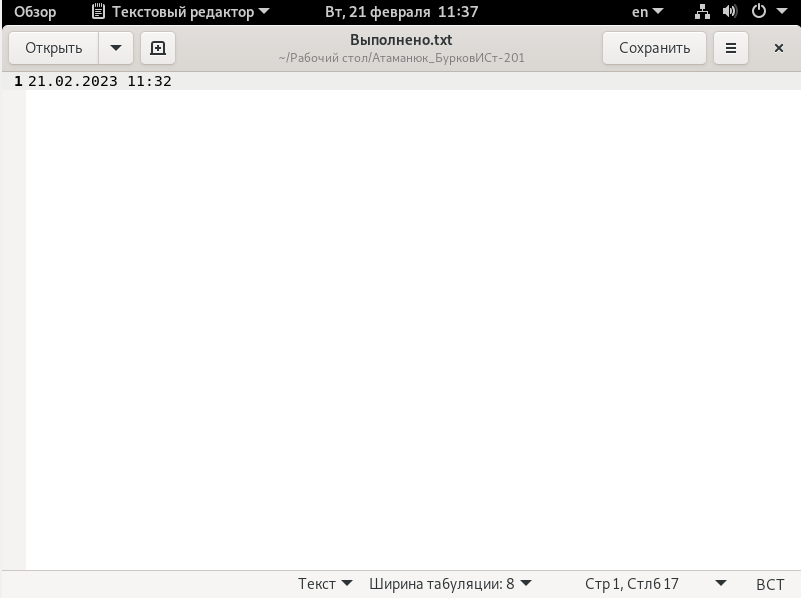 Обзор Текстовый редактор Вт, 21 февраля 11:37 en
Открыть Выполнено.txt Сохранить
~/Рабочий стол/Атаманюк_БурковИСт-201
1 21.02.2023 11:32
Текст Ширина табуляции: 8 Стр 1, Стлб 17 ВСТ